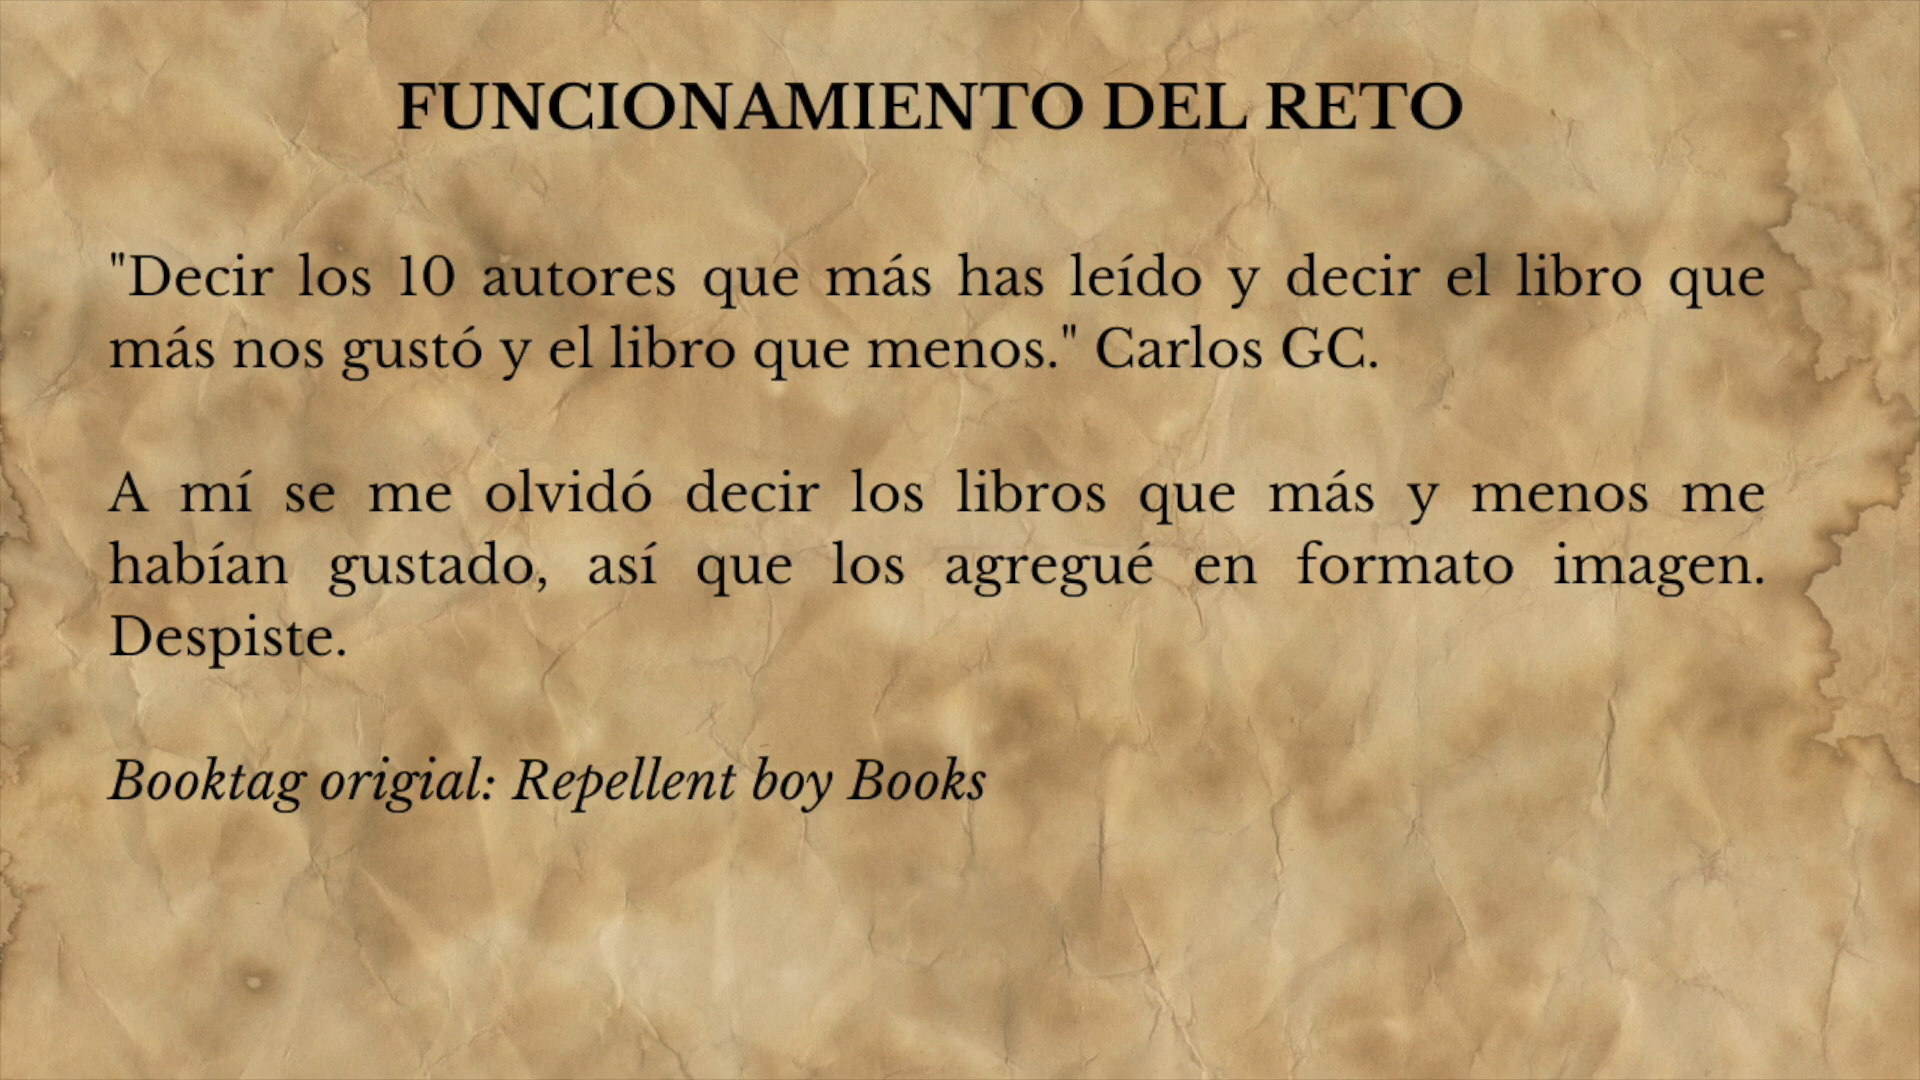 FUNCIONAMIENTO DEL RETO
"Decir los 10 autores que más has leído y decir el libro que
más nos gustó y el libro que menos." Carlos GC.
A mí se me olvidó decir los libros que más y menos me
habían gustado, así que los agregué en formato imagen.
Despiste.
Booktag origial: Repellent boy Books